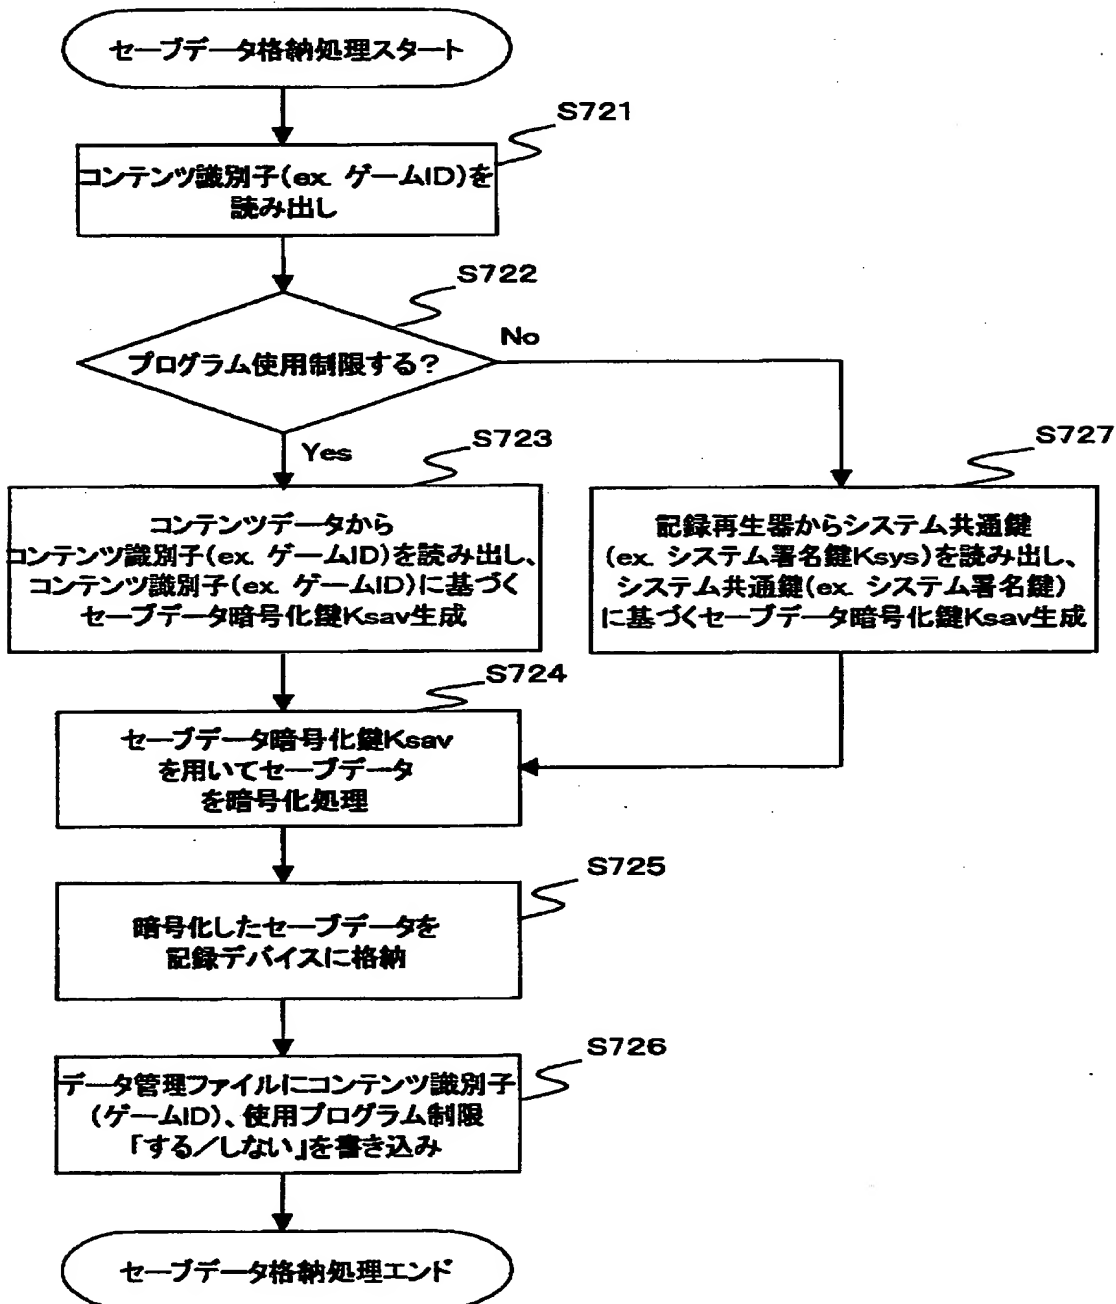 セーブデータ格納処理スタート
S721
コンテンツ識別子(ex. ゲームID)を
読み出し
S722
プログラム使用制限する?
No
Yes
S723
コンテンツデータから
コンテンツ識別子(ex. ゲームID)を読み出し、
コンテンツ識別子(ex. ゲームID)に基づく
セーブデータ暗号化鍵Ksav生成
S727
記録再生器からシステム共通鍵
(ex. システム署名鍵Ksys)を読み出し、
システム共通鍵(ex. システム署名鍵)
に基づくセーブデータ暗号化鍵Ksav生成
S724
セーブデータ暗号化鍵Ksav
を用いてセーブデータ
を暗号化処理
S725
暗号化したセーブデータを
記録デバイスに格納
S726
データ管理ファイルにコンテンツ識別子
(ゲームID)、使用プログラム制限
「する/しない」を書き込み
セーブデータ格納処理エンド